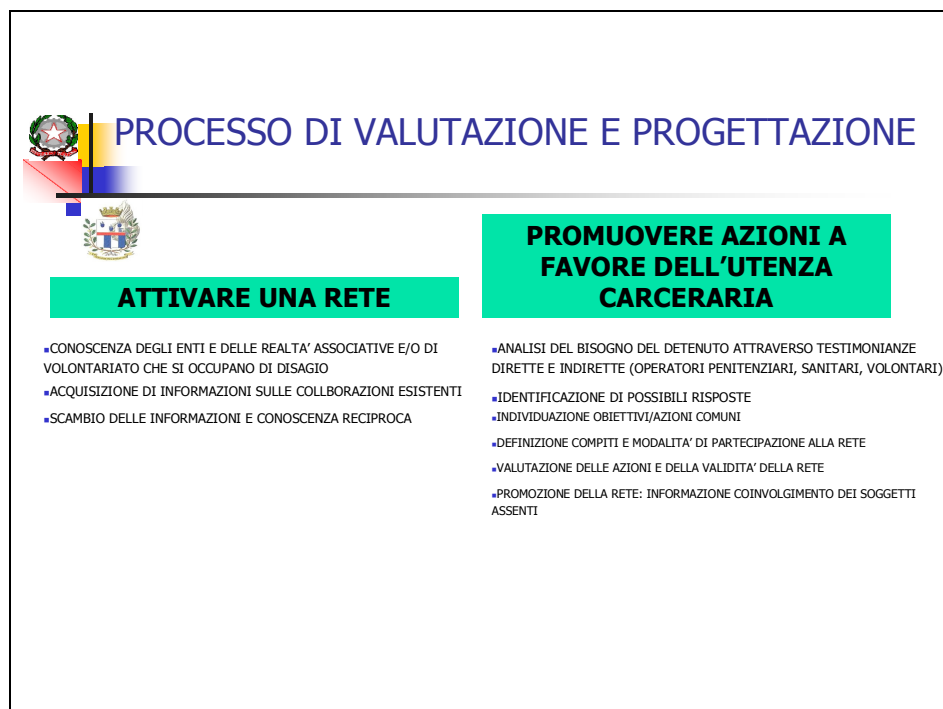 PROCESSO DI VALUTAZIONE E PROGETTAZIONE
ATTIVARE UNA RETE
▪CONOSCENZA DEGLI ENTI E DELLE REALTA’ ASSOCIATIVE E/O DI
VOLONTARIATO CHE SI OCCUPANO DI DISAGIO
▪ACQUISIZIONE DI INFORMAZIONI SULLE COLLBORAZIONI ESISTENTI
▪SCAMBIO DELLE INFORMAZIONI E CONOSCENZA RECIPROCA
PROMUOVERE AZIONI A
FAVORE DELL’UTENZA
CARCERARIA
▪ANALISI DEL BISOGNO DEL DETENUTO ATTRAVERSO TESTIMONIANZE
DIRETTE E INDIRETTE (OPERATORI PENITENZIARI, SANITARI, VOLONTARI)
▪IDENTIFICAZIONE DI POSSIBILI RISPOSTE
▪INDIVIDUAZIONE OBIETTIVI/AZIONI COMUNI
▪DEFINIZIONE COMPITI E MODALITA’ DI PARTECIPAZIONE ALLA RETE
▪VALUTAZIONE DELLE AZIONI E DELLA VALIDITA’ DELLA RETE
▪PROMOZIONE DELLA RETE: INFORMAZIONE COINVOLGIMENTO DEI SOGGETTI
ASSENTI